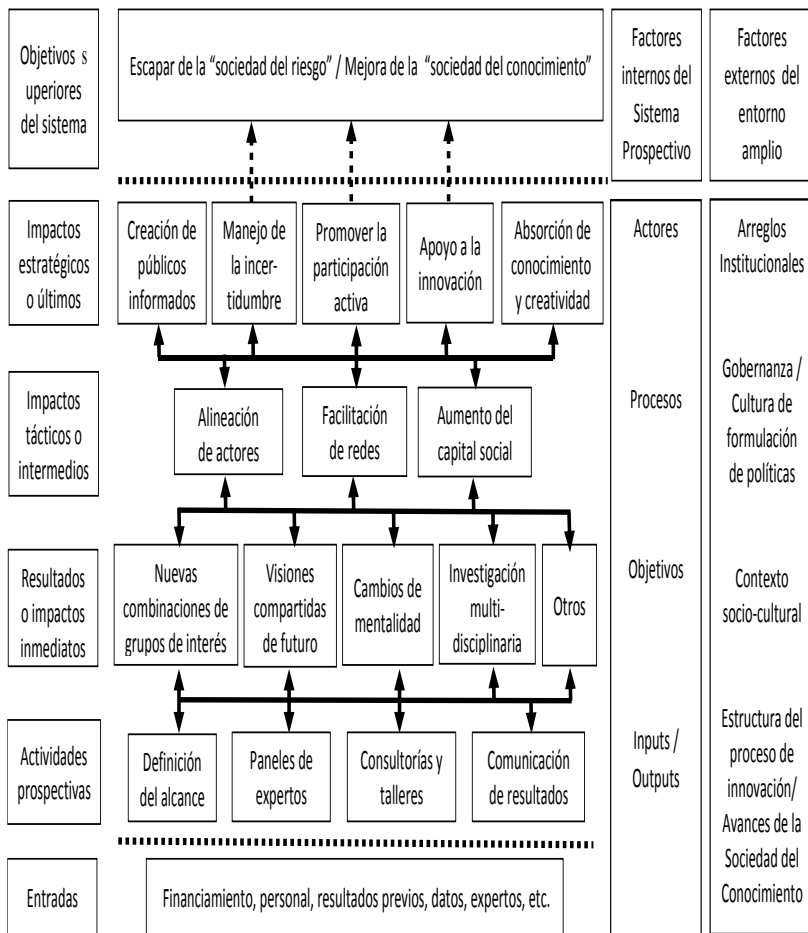 Objetivos s
uperiores
del sistema
Escapar de la “sociedad del riesgo” / Mejora de la “sociedad del conocimiento”
Factores
internos del
Sistema
Prospectivo
Factores
externos del
entorno
amplio
Impactos
estratégicos
o últimos
Creación de
públicos
informados
Manejo de
la incer-
tidumbre
Promover la
participación
activa
Apoyo a la
innovación
Absorción de
conocimiento
y creatividad
Actores
Arreglos
Institucionales
Impactos
tácticos o
intermedios
Alineación
de actores
Facilitación
de redes
Aumento del
capital social
Procesos
Gobernanza /
Cultura de
formulación
de políticas
Resultados
o impactos
inmediatos
Nuevas
combinaciones de
grupos de interés
Visiones
compartidas
de futuro
Cambios de
mentalidad
Investigación
multi-
disciplinaria
Otros
Objetivos
Contexto
socio-cultural
Actividades
prospectivas
Definición
del alcance
Paneles de
expertos
Consultorías y
talleres
Comunicación
de resultados
Inputs /
Outputs
Estructura del
proceso de
innovación/
Avances de la
Sociedad del
Conocimiento
Entradas
Financiamiento, personal, resultados previos, datos, expertos, etc.